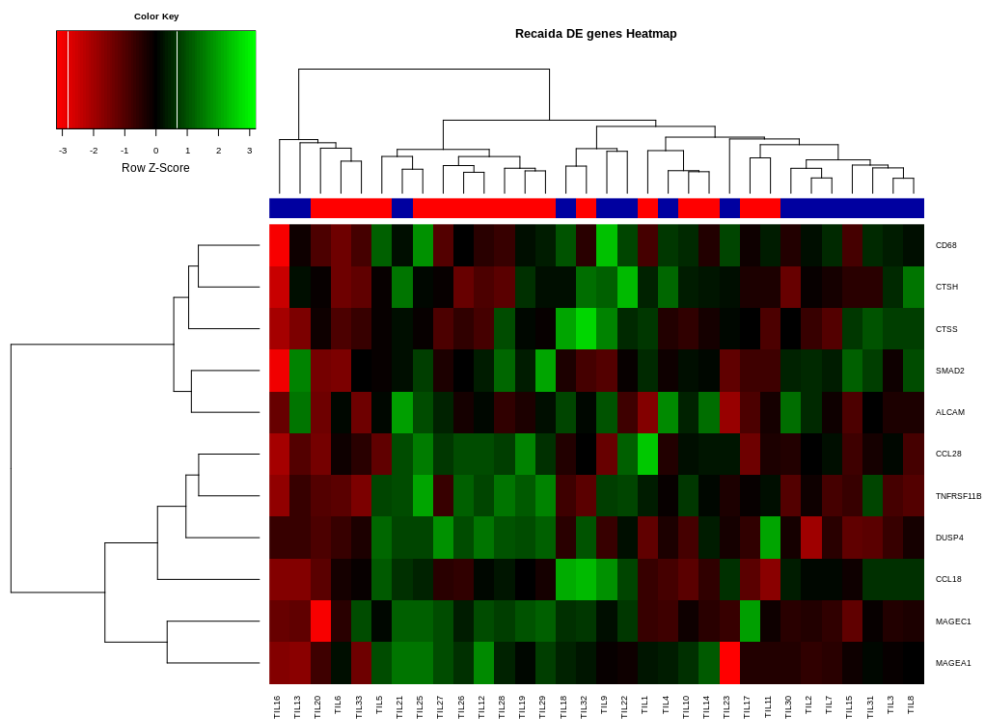 Color Key
Recaida DE genes Heatmap
-3 -2 -1 0 1 2 3
Row Z-Score
CD68
CTSH
CTSS
SMAD2
ALCAM
CCL28
TNFRSF11B
DUSP4
CCL18
MAGEC1
MAGEA1
TIL16 TIL13 TIL20 TIL6 TIL33 TIL5 TIL21 TIL25 TIL27 TIL26 TIL12 TIL28 TIL19 TIL29 TIL18 TIL32 TIL9 TIL22 TIL1 TIL4 TIL10 TIL14 TIL23 TIL17 TIL11 TIL30 TIL2 TIL7 TIL15 TIL31 TIL3 TIL8